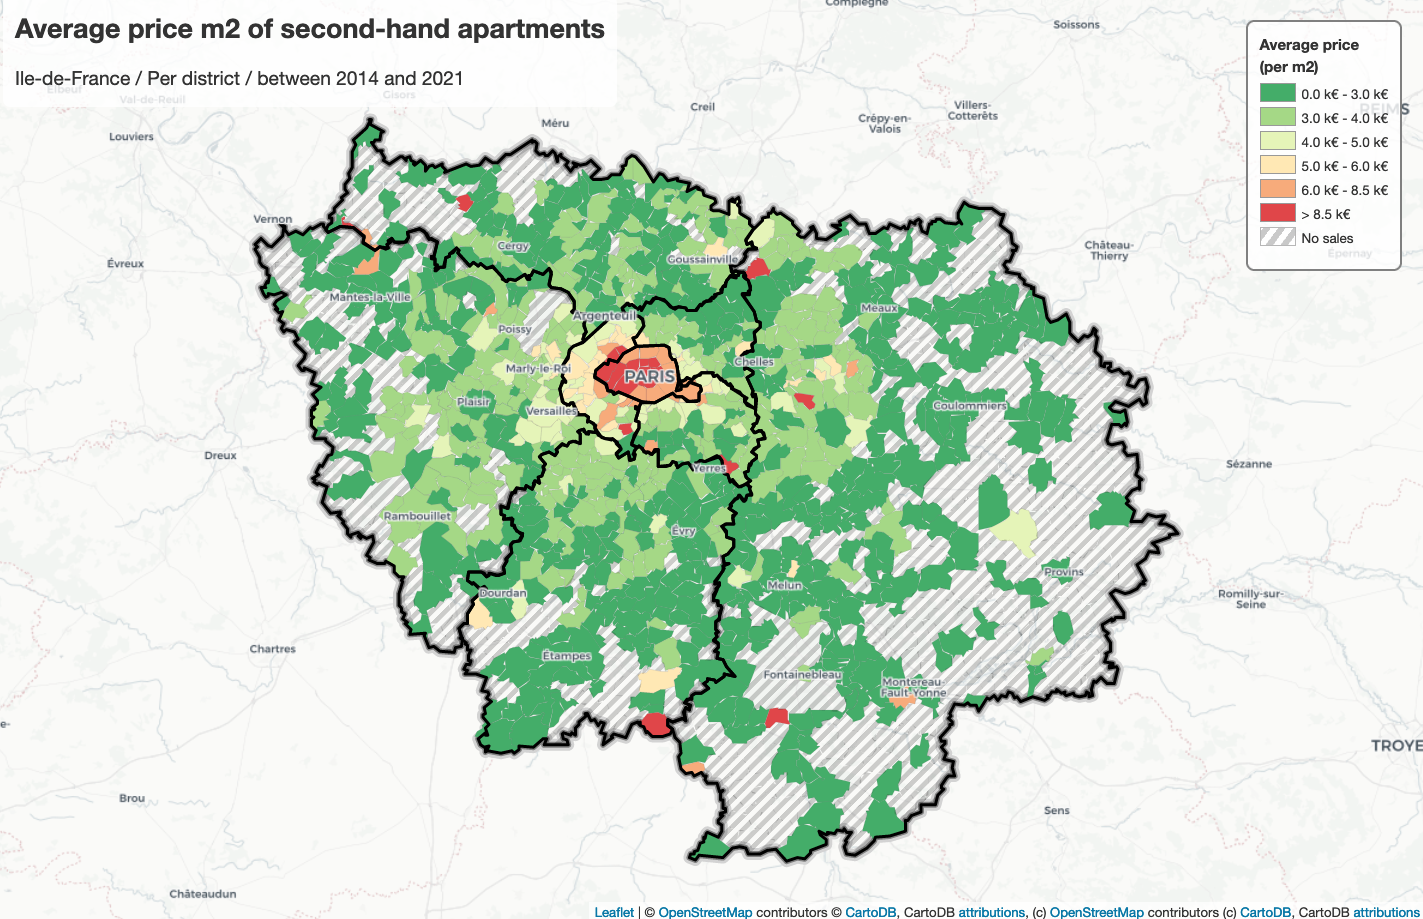 Average price m2 of second-hand apartments
Ile-de-France / Per district / between 2014 and 2021
Average price
(per m2)
0.0 k€ - 3.0 k€
3.0 k€ - 4.0 k€
4.0 k€ - 5.0 k€
5.0 k€ - 6.0 k€
6.0 k€ - 8.5 k€
> 8.5 k€
No sales
Compiègne
Soissons
Elbeuf
Val-de-Reuil
Gisors
Creil
Villers-
Cotterêts
REIMS
Louviers
Méru
Crépy-en-
Valois
Vernon
Cergy
Goussainville
Château-
Thierry
Épernay
Évreux
Mantes-la-Ville
Meaux
Argenteuil
Poissy
Chelles
Marly-le-Roi
PARIS
Plaisir
Versailles
Coulommiers
Dreux
Yerres
Sézanne
Rambouillet
Évry
Provins
Melun
Dourdan
Romilly-sur-
Seine
Chartres
Étampes
Fontainebleau
Montereau-
Fault-Yonne
TROYE
Brou
Sens
Châteaudun
Leaflet | © OpenStreetMap contributors © CartoDB, CartoDB attributions, (c) OpenStreetMap contributors (c) CartoDB, CartoDB attributions